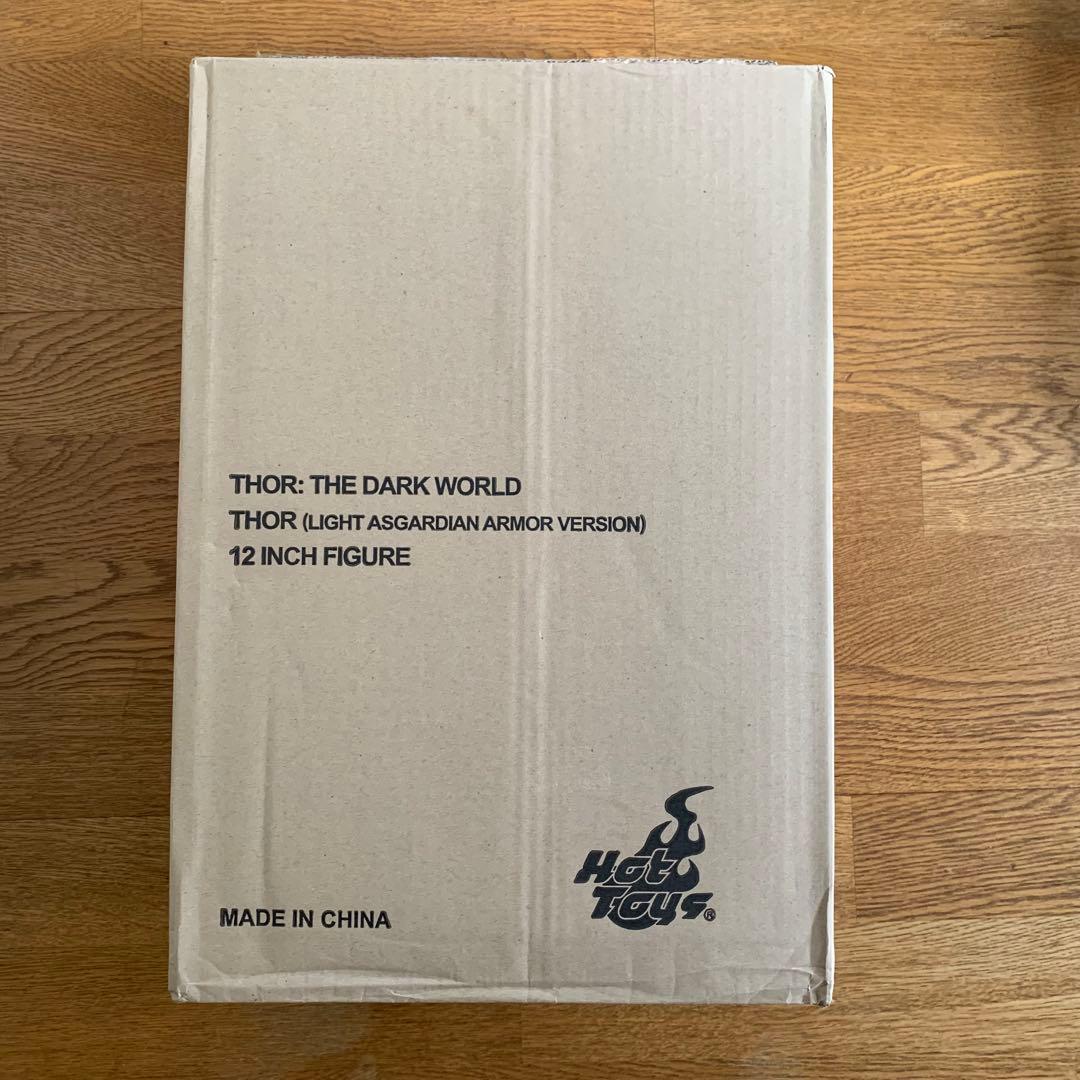 THOR: THE DARK WORLD
THOR (LIGHT ASGARDIAN ARMOR VERSION)
12 INCH FIGURE
MADE IN CHINA
Hot
Toys®